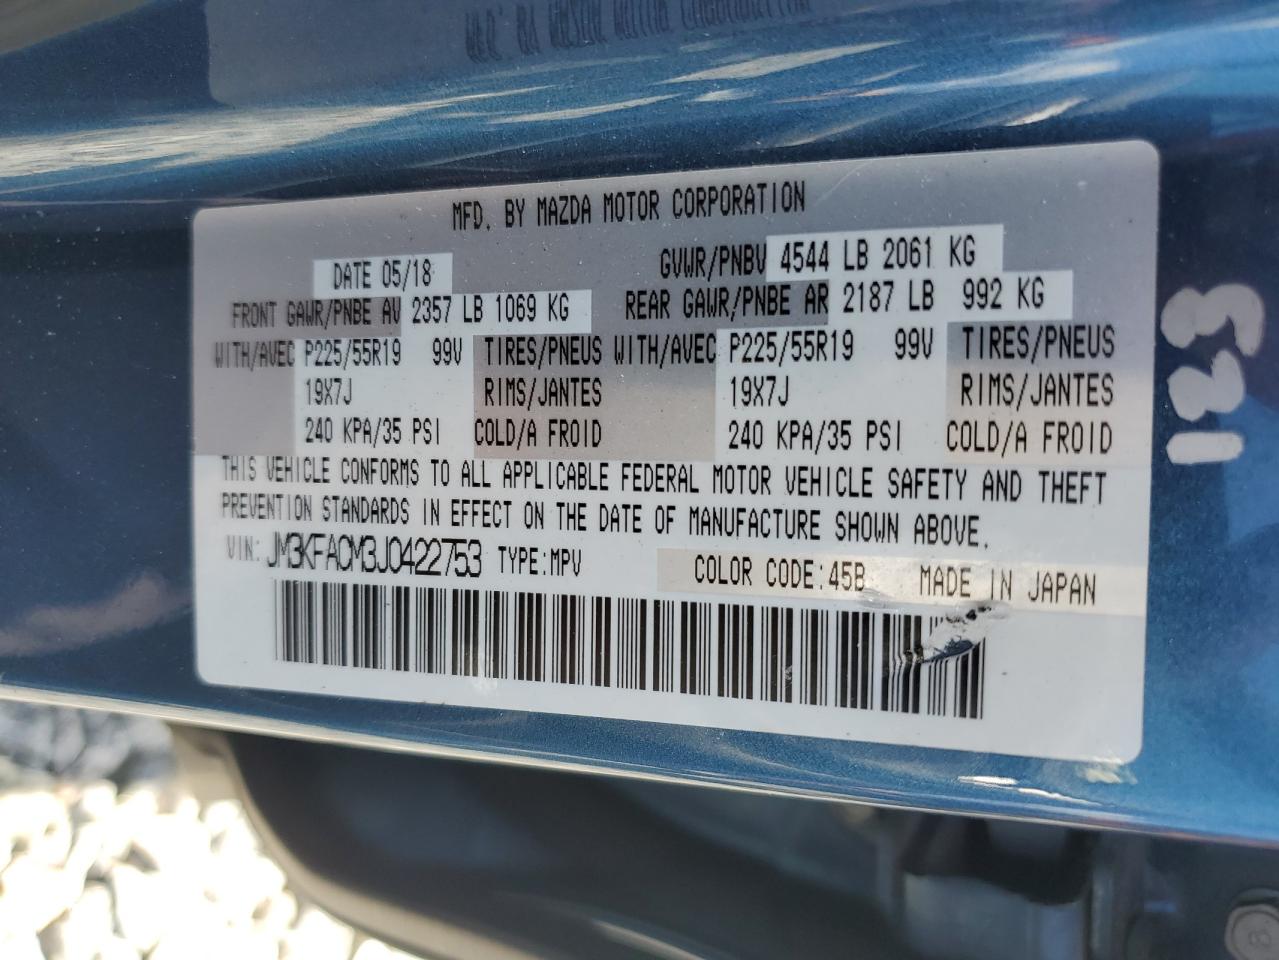 MFD. BY MAZDA MOTOR CORPORATION
DATE 05/18 GVWR/PNBV 4544 LB 2061 KG
FRONT GAWR/PNBE AV 2357 LB 1069 KG REAR GAWR/PNBE AR 2187 LB 992 KG
WITH/AVEC P225/55R19 99V TIRES/PNEUS WITH/AVEC P225/55R19 99V TIRES/PNEUS
19X7J RIMS/JANTES 19X7J RIMS/JANTES
240 KPA/35 PSI COLD/A FROID 240 KPA/35 PSI COLD/A FROID
THIS VEHICLE CONFORMS TO ALL APPLICABLE FEDERAL MOTOR VEHICLE SAFETY AND THEFT
PREVENTION STANDARDS IN EFFECT ON THE DATE OF MANUFACTURE SHOWN ABOVE.
VIN: JM3KFACM3J0422753 TYPE:MPV COLOR CODE:45B MADE IN JAPAN